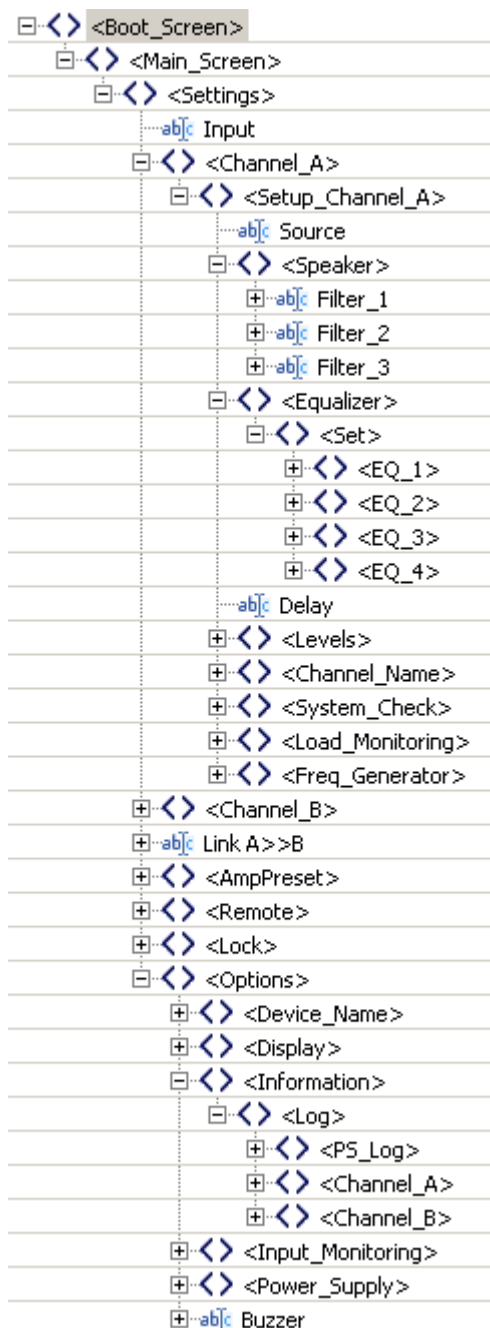 <Boot_Screen>
<Main_Screen>
<Settings>
Input
<Channel_A>
<Setup_Channel_A>
Source
<Speaker>
Filter_1
Filter_2
Filter_3
<Equalizer>
<Set>
<EQ_1>
<EQ_2>
<EQ_3>
<EQ_4>
Delay
<Levels>
<Channel_Name>
<System_Check>
<Load_Monitoring>
<Freq_Generator>
<Channel_B>
Link A>>B
<AmpPreset>
<Remote>
<Lock>
<Options>
<Device_Name>
<Display>
<Information>
<Log>
<PS_Log>
<Channel_A>
<Channel_B>
<Input_Monitoring>
<Power_Supply>
Buzzer